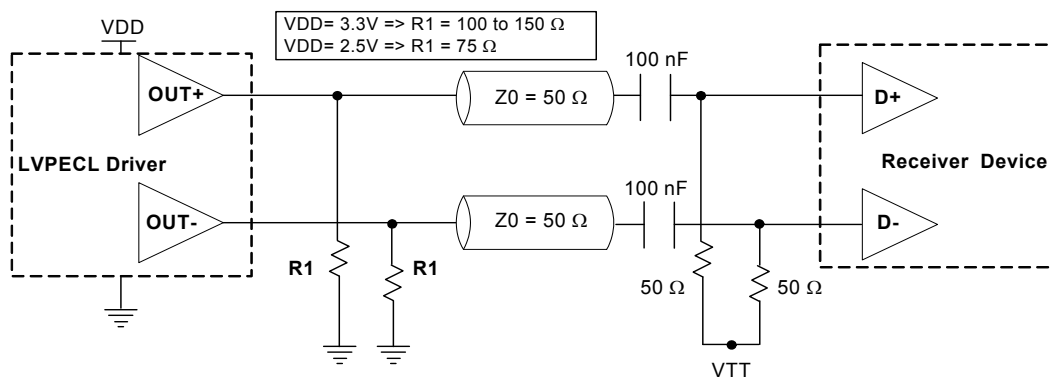 VDD
VDD= 3.3V => R1 = 100 to 150 Ω
VDD= 2.5V => R1 = 75 Ω
100 nF
OUT+
Z0 = 50 Ω
D+
LVPECL Driver
Receiver Device
100 nF
OUT-
Z0 = 50 Ω
D-
R1
R1
50 Ω
50 Ω
VTT